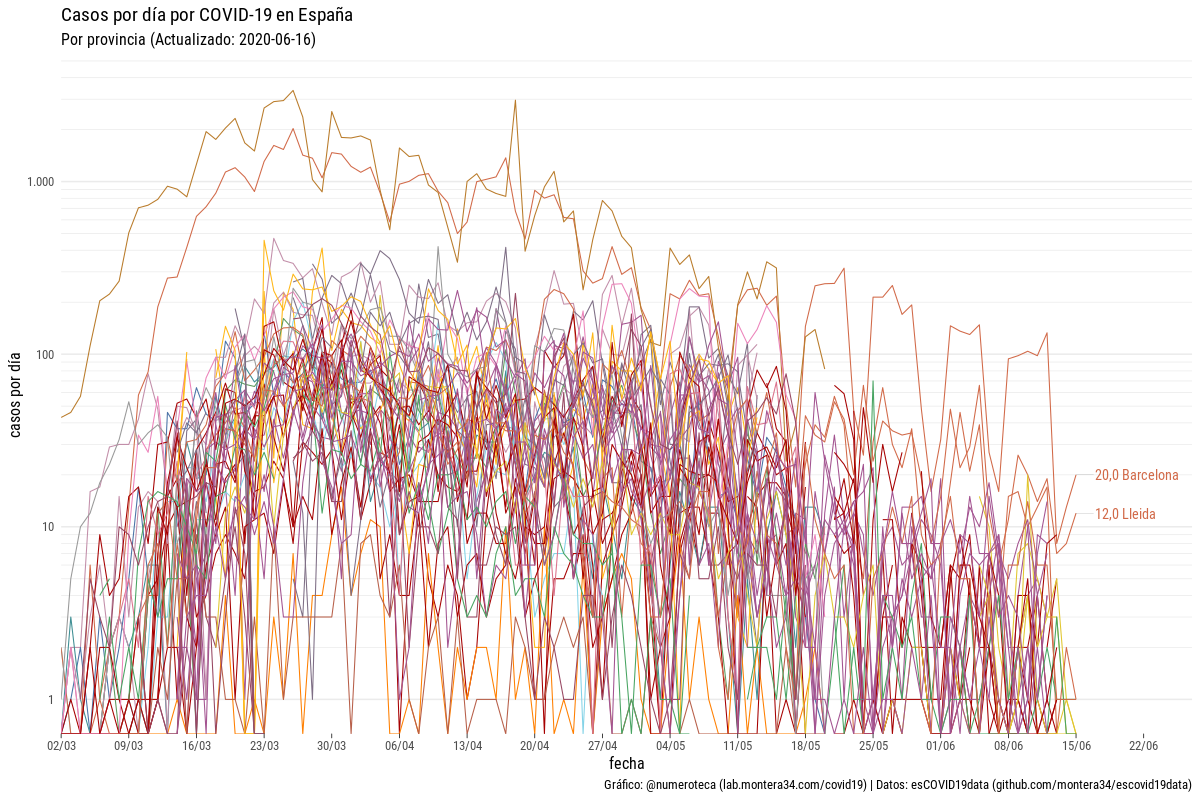 Casos por día por COVID-19 en España
Por provincia (Actualizado: 2020-06-16)
casos por día
1.000
100
10
1
20,0 Barcelona
12,0 Lleida
02/03 09/03 16/03 23/03 30/03 06/04 13/04 20/04 27/04 04/05 11/05 18/05 25/05 01/06 08/06 15/06 22/06
fecha
Gráfico: @numeroteca (lab.montera34.com/covid19) | Datos: esCOVID19data (github.com/montera34/escovid19data)